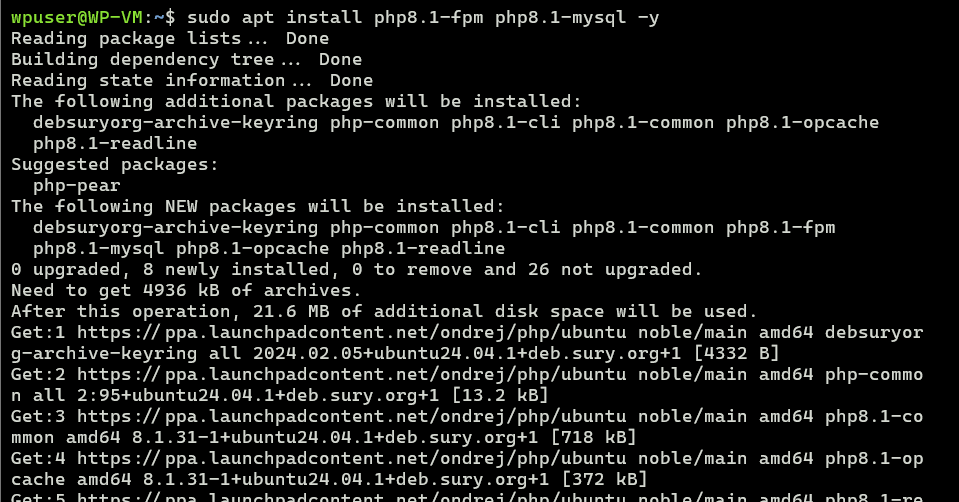 wpuser@WP-VM:~$ sudo apt install php8.1-fpm php8.1-mysql -y
Reading package lists... Done
Building dependency tree... Done
Reading state information... Done
The following additional packages will be installed:
  debsuryorg-archive-keyring php-common php8.1-cli php8.1-common php8.1-opcache
  php8.1-readline
Suggested packages:
  php-pear
The following NEW packages will be installed:
  debsuryorg-archive-keyring php-common php8.1-cli php8.1-common php8.1-fpm
  php8.1-mysql php8.1-opcache php8.1-readline
0 upgraded, 8 newly installed, 0 to remove and 26 not upgraded.
Need to get 4936 kB of archives.
After this operation, 21.6 MB of additional disk space will be used.
Get:1 https://ppa.launchpadcontent.net/ondrej/php/ubuntu noble/main amd64 debsuryor
g-archive-keyring all 2024.02.05+ubuntu24.04.1+deb.sury.org+1 [4332 B]
Get:2 https://ppa.launchpadcontent.net/ondrej/php/ubuntu noble/main amd64 php-commo
n all 2:95+ubuntu24.04.1+deb.sury.org+1 [13.2 kB]
Get:3 https://ppa.launchpadcontent.net/ondrej/php/ubuntu noble/main amd64 php8.1-co
mmon amd64 8.1.31-1+ubuntu24.04.1+deb.sury.org+1 [718 kB]
Get:4 https://ppa.launchpadcontent.net/ondrej/php/ubuntu noble/main amd64 php8.1-op
cache amd64 8.1.31-1+ubuntu24.04.1+deb.sury.org+1 [372 kB]
Get:5 https://ppa.launchpadcontent.net/ondrej/php/ubuntu noble/main amd64 php8.1-re